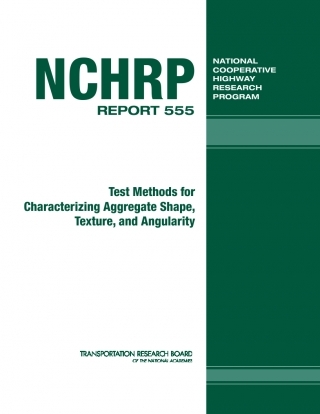 NCHRP
REPORT 555
NATIONAL
COOPERATIVE
HIGHWAY
RESEARCH
PROGRAM
Test Methods for
Characterizing Aggregate Shape,
Texture, and Angularity
TRANSPORTATION RESEARCH BOARD
OF THE NATIONAL ACADEMIES